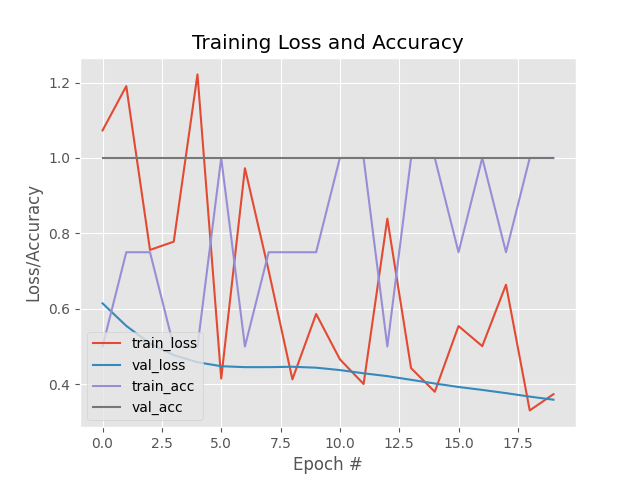 Training Loss and Accuracy
1.2
1.0
0.8
0.6
0.4
Loss/Accuracy
train_loss
val_loss
train_acc
val_acc
0.0 2.5 5.0 7.5 10.0 12.5 15.0 17.5
Epoch #